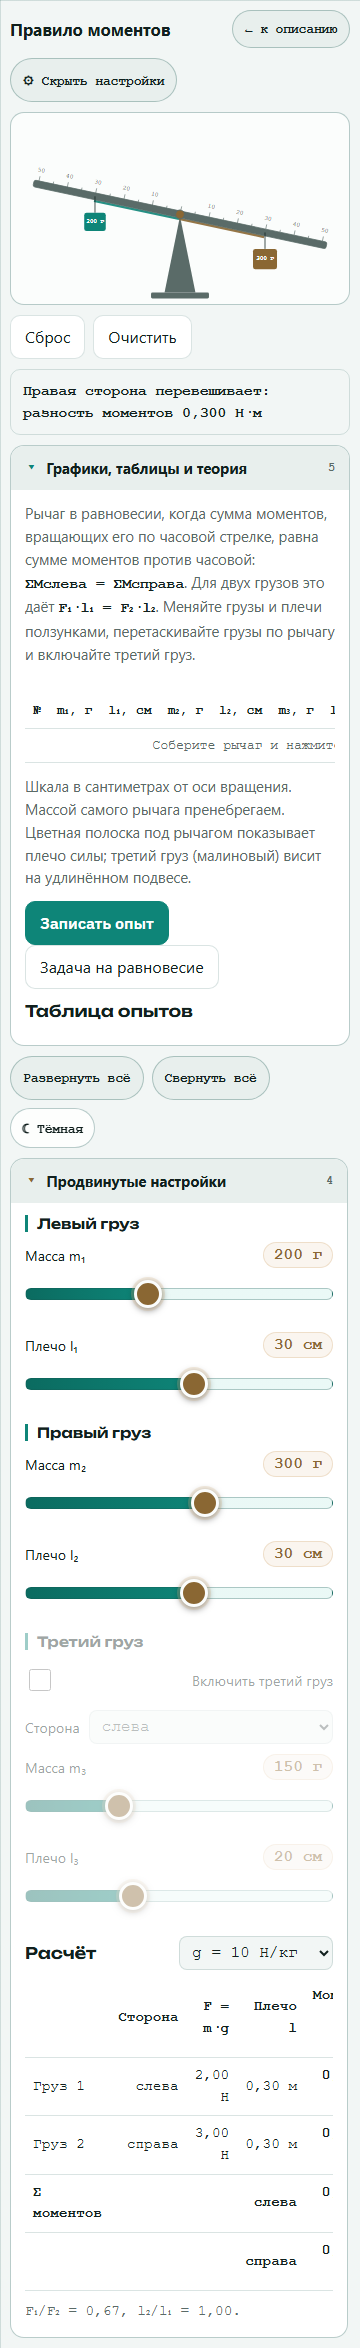 Правило моментов
← к описанию
⚙ Скрыть настройки
50 40 30 20 10 10 20 30 40 50
200 г
300 г
Сброс
Очистить
Правая сторона перевешивает:
разность моментов 0,300 Н·м
▼ Графики, таблицы и теория 5
Рычаг в равновесии, когда сумма моментов,
вращающих его по часовой стрелке, равна
сумме моментов против часовой:
ΣMслева = ΣMсправа. Для двух грузов это
даёт F₁·l₁ = F₂·l₂. Меняйте грузы и плечи
ползунками, перетаскивайте грузы по рычагу
и включайте третий груз.
№ m₁, г l₁, см m₂, г l₂, см m₃, г l
Соберите рычаг и нажмит
Шкала в сантиметрах от оси вращения.
Массой самого рычага пренебрегаем.
Цветная полоска под рычагом показывает
плечо силы; третий груз (малиновый) висит
на удлинённом подвесе.
Записать опыт
Задача на равновесие
Таблица опытов
Развернуть всё
Свернуть всё
☾ Тёмная
▼ Продвинутые настройки 4
Левый груз
Масса m₁ 200 г
Плечо l₁ 30 см
Правый груз
Масса m₂ 300 г
Плечо l₂ 30 см
Третий груз
Включить третий груз
Сторона слева
Масса m₃ 150 г
Плечо l₃ 20 см
Расчёт g = 10 Н/кг
Сторона F = m·g Плечо l Мом
Груз 1 слева 2,00 Н 0,30 м 0
Груз 2 справа 3,00 Н 0,30 м 0
Σ моментов слева 0
справа 0
F₁/F₂ = 0,67, l₂/l₁ = 1,00.